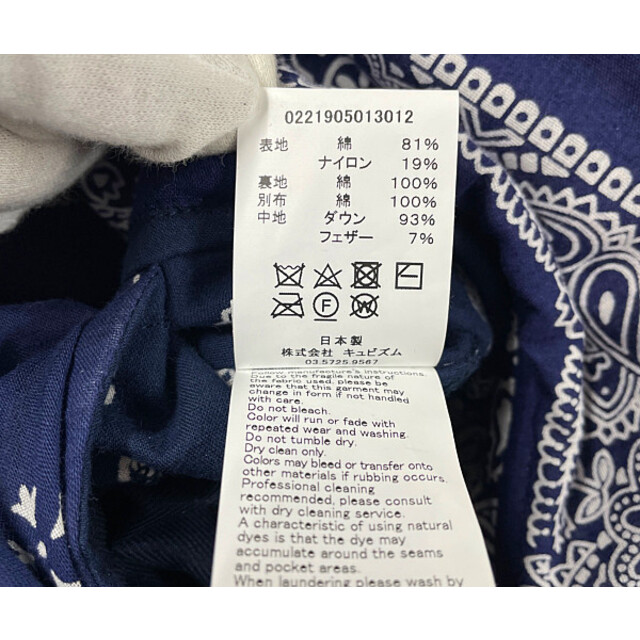 0221905013012
表地 綿 81%
ナイロン 19%
裏地 綿 100%
別布 綿 100%
中地 ダウン 93%
フェザー 7%
F W
日本製
株式会社 キュビズム
03.5725.9567
Follow manufacture's instructions
Due to the fragile nature of
the fabric used, please be
aware that this garment may
change in form if not handled
with care.
Do not bleach.
Color will run or fade with
repeated wear and washing.
Do not tumble dry.
Dry clean only.
Colors may bleed or transfer onto
other materials if rubbing occurs.
Professional cleaning
recommended, please consult
with dry cleaning service.
A characteristic of using natural
dyes is that the dye may
accumulate around the seams
and pocket areas.
When laundering please wash by